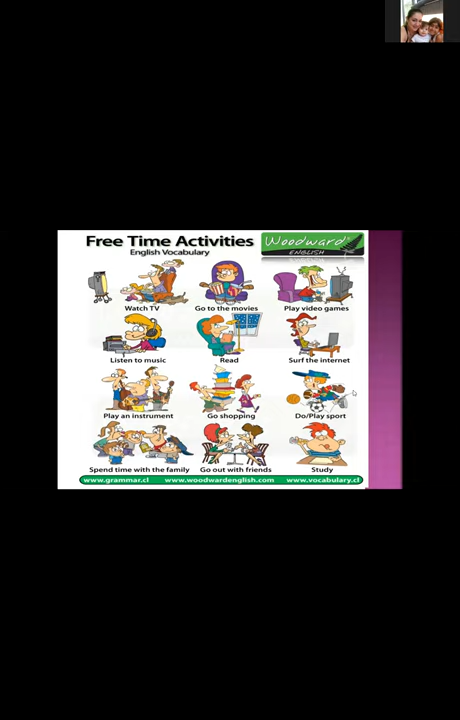 Free Time Activities
English Vocabulary
Woodward
ENGLISH
Watch TV
Go to the movies
Play video games
Listen to music
Read
Surf the internet
Play an instrument
Go shopping
Do/Play sport
Spend time with the family
Go out with friends
Study
www.grammar.cl www.woodwardenglish.com www.vocabulary.cl